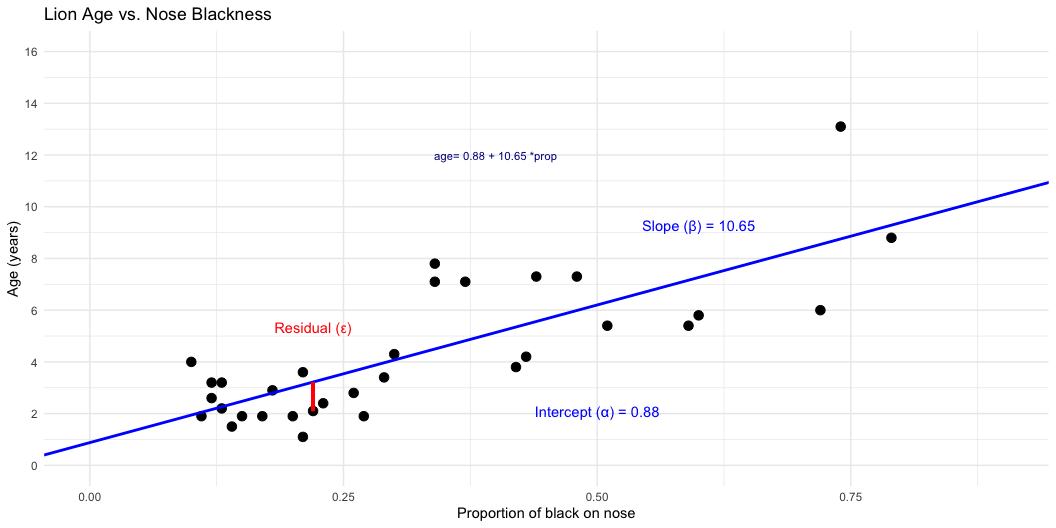 Lion Age vs. Nose Blackness
16
14
12
10
8
6
4
2
0
Age (years)
age= 0.88 + 10.65 *prop
Slope (β) = 10.65
Residual (ε)
Intercept (α) = 0.88
0.00
0.25
0.50
0.75
Proportion of black on nose